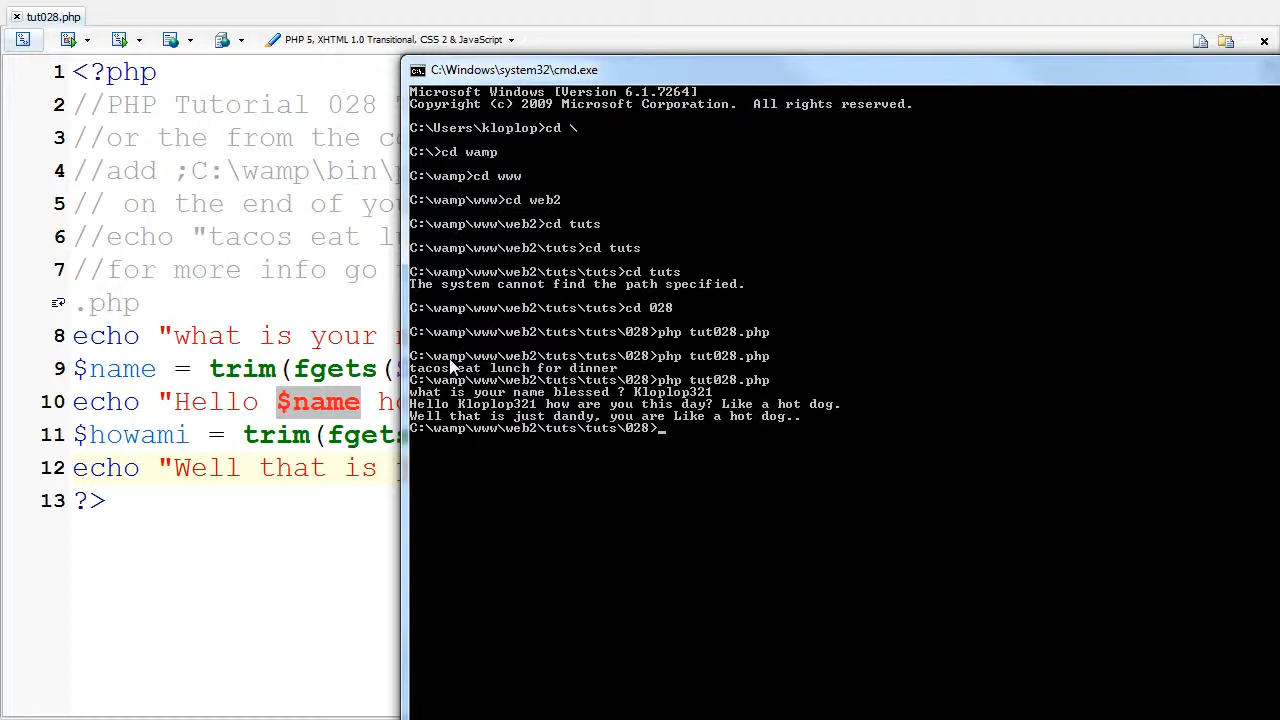 tut028.php
PHP 5, XHTML 1.0 Transitional, CSS 2 & JavaScript
1 <?php
2 //PHP Tutorial 028 "
3 //or the from the co
4 //add ;C:\wamp\bin\p
5 // on the end of you
6 //echo "tacos eat lu
7 //for more info go
.php
8 echo "what is your n
9 $name = trim(fgets($
10 echo "Hello $name ho
11 $howami = trim(fgets
12 echo "Well that is j
13 ?>
C:\Windows\system32\cmd.exe
Microsoft Windows [Version 6.1.7264]
Copyright (c) 2009 Microsoft Corporation.  All rights reserved.
C:\Users\kloplop>cd \
C:\>cd wamp
C:\wamp>cd www
C:\wamp\www>cd web2
C:\wamp\www\web2>cd tuts
C:\wamp\www\web2\tuts>cd tuts
C:\wamp\www\web2\tuts\tuts>cd tuts
The system cannot find the path specified.
C:\wamp\www\web2\tuts\tuts>cd 028
C:\wamp\www\web2\tuts\tuts\028>php tut028.php
C:\wamp\www\web2\tuts\tuts\028>php tut028.php
tacos eat lunch for dinner
C:\wamp\www\web2\tuts\tuts\028>php tut028.php
what is your name blessed ? Kloplop321
Hello Kloplop321 how are you this day? Like a hot dog.
Well that is just dandy, you are Like a hot dog..
C:\wamp\www\web2\tuts\tuts\028>_